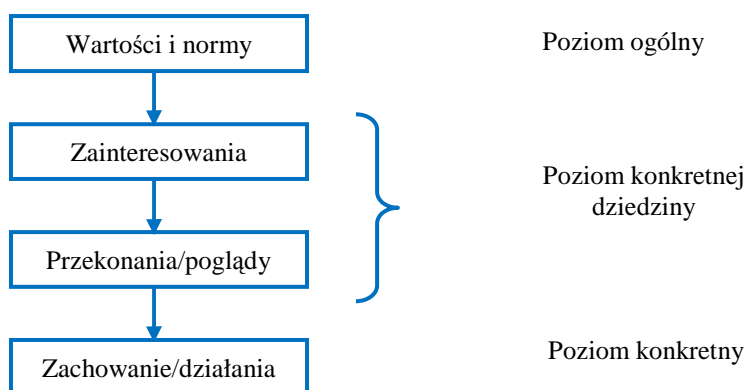 Wartości i normy
Poziom ogólny
Zainteresowania
Poziom konkretnej
dziedziny
Przekonania/poglądy
Poziom konkretny
Zachowanie/działania